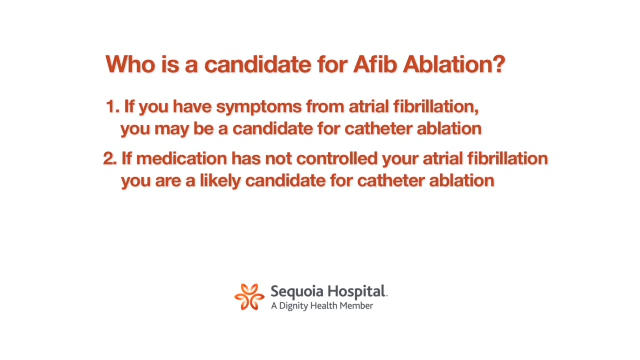 Who is a candidate for Afib Ablation?
1. If you have symptoms from atrial fibrillation,
you may be a candidate for catheter ablation
2. If medication has not controlled your atrial fibrillation
you are a likely candidate for catheter ablation
Sequoia Hospital.
A Dignity Health Member